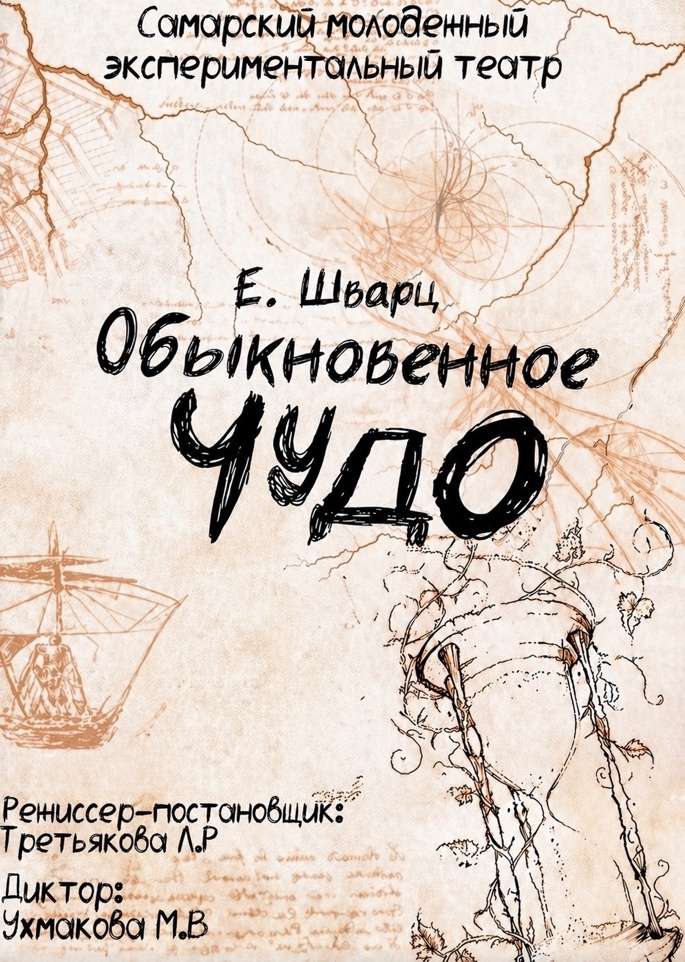 Самарский молодежный
экспериментальный театр
Е. Шварц
Обыкновенное
ЧУДО
Режиссер-постановщик:
Третьякова Л.Р
Диктор:
Ухмакова М.В